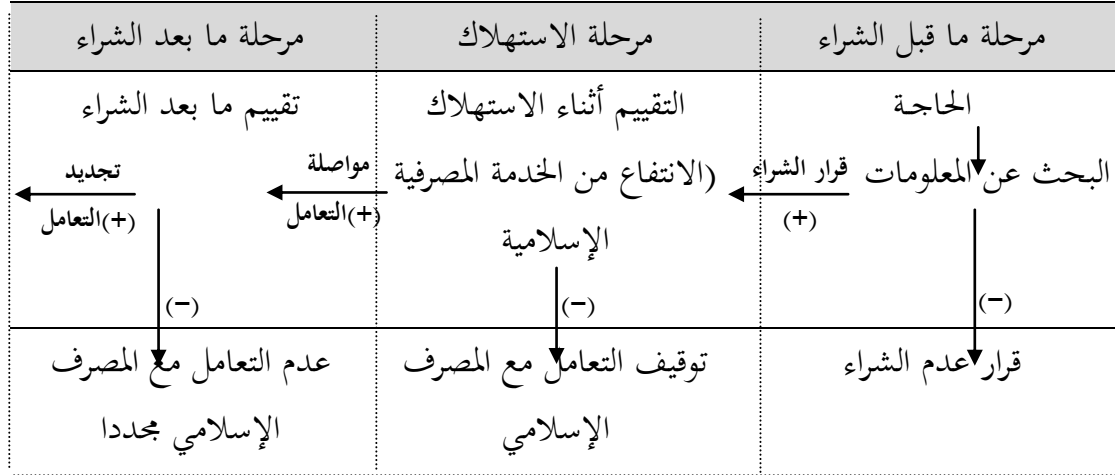 مرحلة ما قبل الشراء
مرحلة الاستهلاك
مرحلة ما بعد الشراء
الحاجة
البحث عن المعلومات
قرار الشراء
(+)
(-)
التقييم أثناء الاستهلاك
(الانتفاع من الخدمة المصرفية
الإسلامية
مواصلة
التعامل(+)
(-)
تقييم ما بعد الشراء
تجديد
التعامل(+)
(-)
قرار عدم الشراء
توقيف التعامل مع المصرف
الإسلامي
عدم التعامل مع المصرف
الإسلامي مجددا